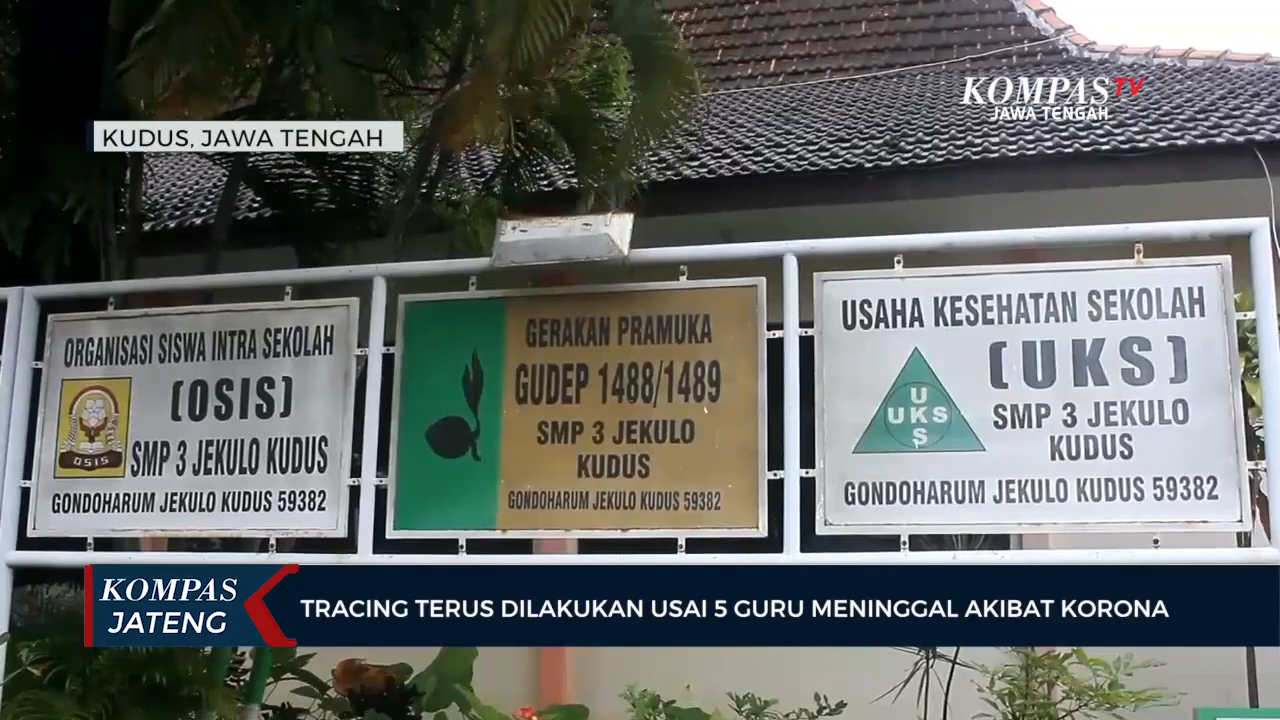 KOMPASTV
JAWA TENGAH
KUDUS, JAWA TENGAH
ORGANISASI SISWA INTRA SEKOLAH
(OSIS)
OSIS
SMP 3 JEKULO KUDUS
GONDOHARUM JEKULO KUDUS 59382
GERAKAN PRAMUKA
GUDEP 1488/1489
SMP 3 JEKULO
KUDUS
GONDOHARUM JEKULO KUDUS 59382
USAHA KESEHATAN SEKOLAH
(UKS)
U
UKS
S
SMP 3 JEKULO
KUDUS
GONDOHARUM JEKULO KUDUS 59382
KOMPAS
JATENG
TRACING TERUS DILAKUKAN USAI 5 GURU MENINGGAL AKIBAT KORONA